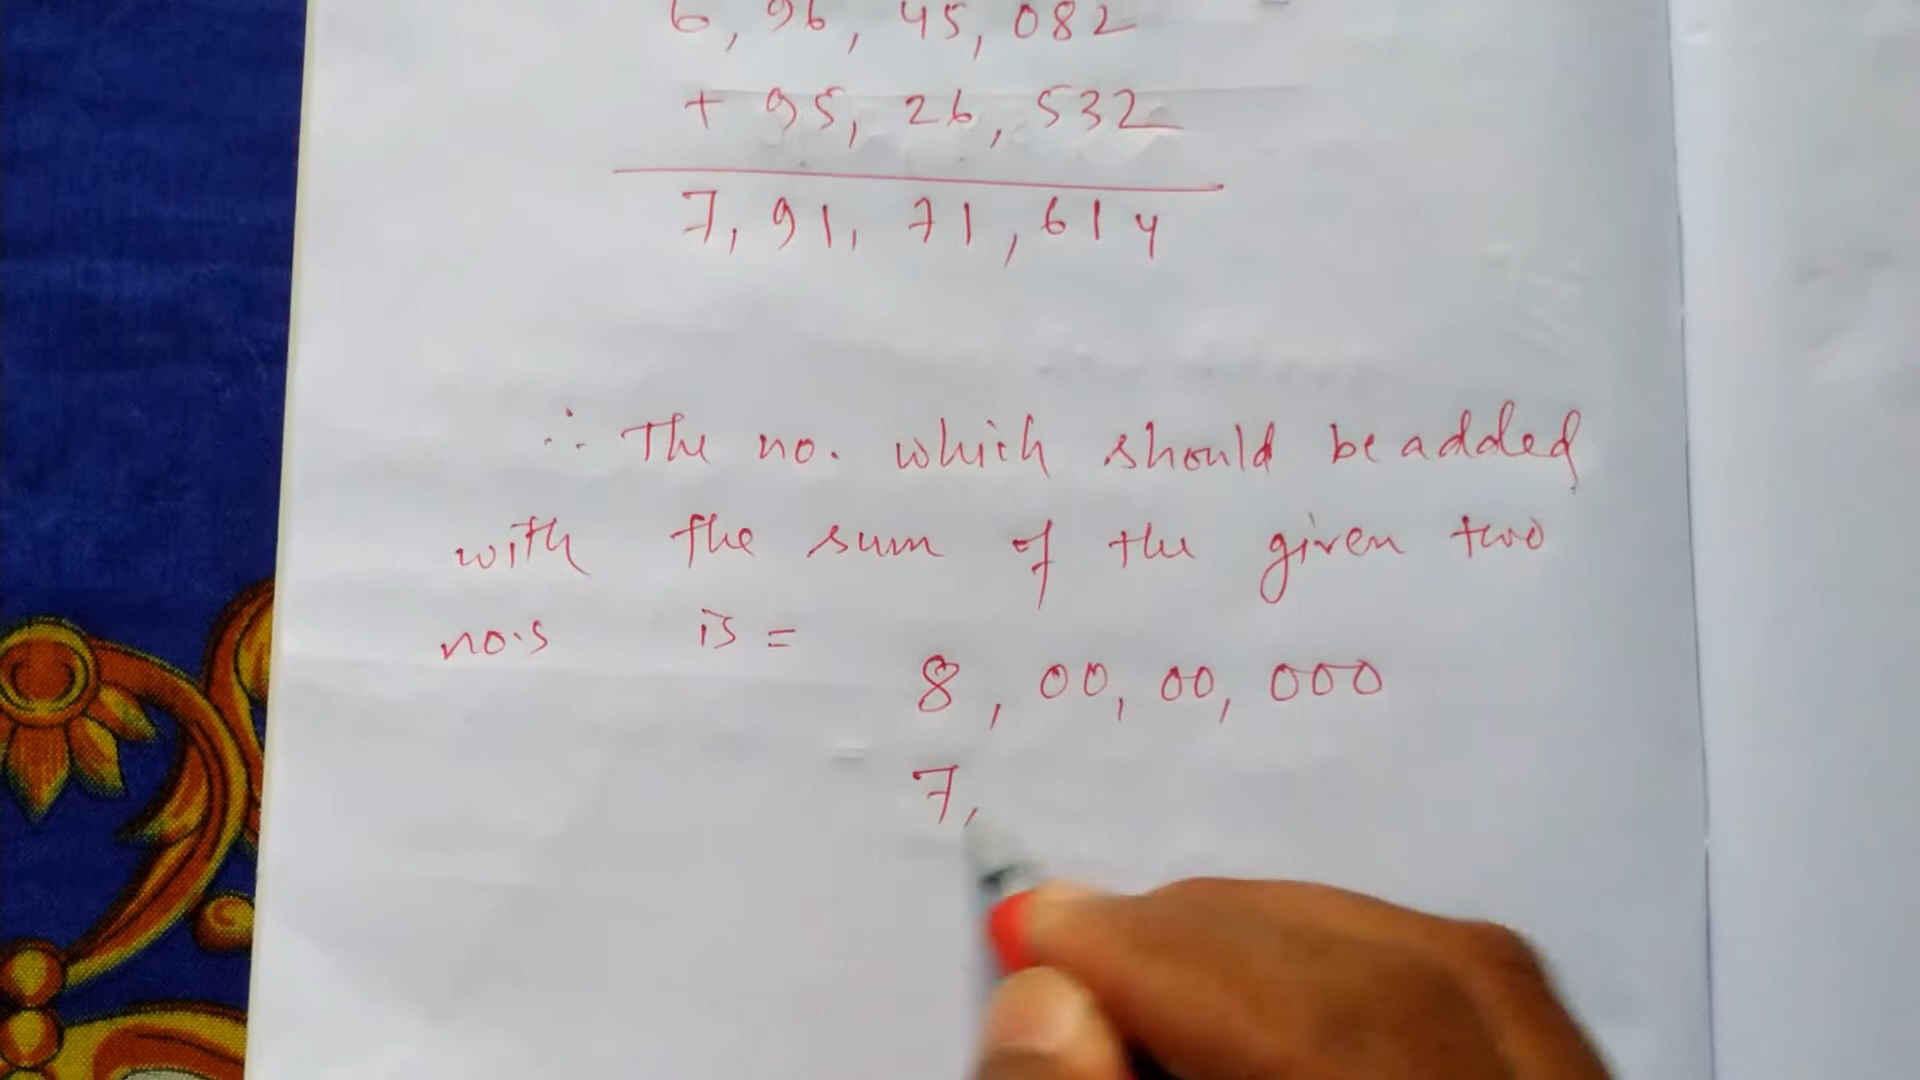 6,96,45,082
+ 95,26,532
7,91,71,614
∴ The no. which should be added
with the sum of the given two
no.s is =
8,00,00,000
7,